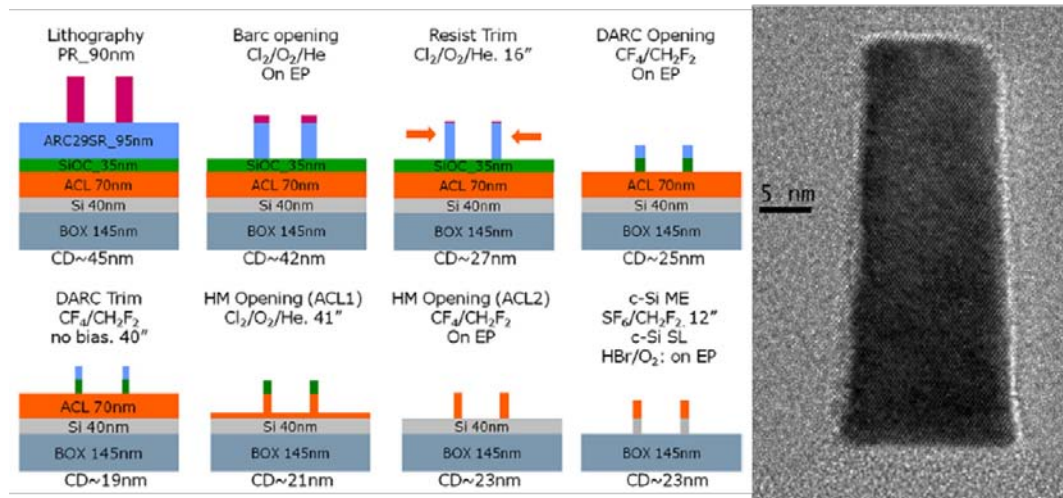 Lithography
PR_90nm
ARC29SR_95nm
SiOC_35nm
ACL 70nm
Si 40nm
BOX 145nm
CD~45nm
Barc opening
Cl₂/O₂/He
On EP
SiOC_35nm
ACL 70nm
Si 40nm
BOX 145nm
CD~42nm
Resist Trim
Cl₂/O₂/He. 16”
SiOC_35nm
ACL 70nm
Si 40nm
BOX 145nm
CD~27nm
DARC Opening
CF₄/CH₂F₂
On EP
ACL 70nm
Si 40nm
BOX 145nm
CD~25nm
DARC Trim
CF₄/CH₂F₂
no bias. 40”
ACL 70nm
Si 40nm
BOX 145nm
CD~19nm
HM Opening (ACL1)
Cl₂/O₂/He. 41”
Si 40nm
BOX 145nm
CD~21nm
HM Opening (ACL2)
CF₄/CH₂F₂
On EP
Si 40nm
BOX 145nm
CD~23nm
c-Si ME
SF₆/CH₂F₂. 12”
c-Si SL
HBr/O₂: on EP
BOX 145nm
CD~23nm
5 nm